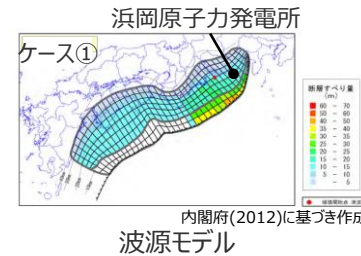 浜岡原子力発電所
ケース①
断層すべり量
(m)
60 - 70
50 - 60
40 - 50
35 - 40
30 - 35
25 - 30
20 - 25
15 - 20
10 - 15
5 - 10
- 5
内閣府(2012)に基づき作成
波源モデル